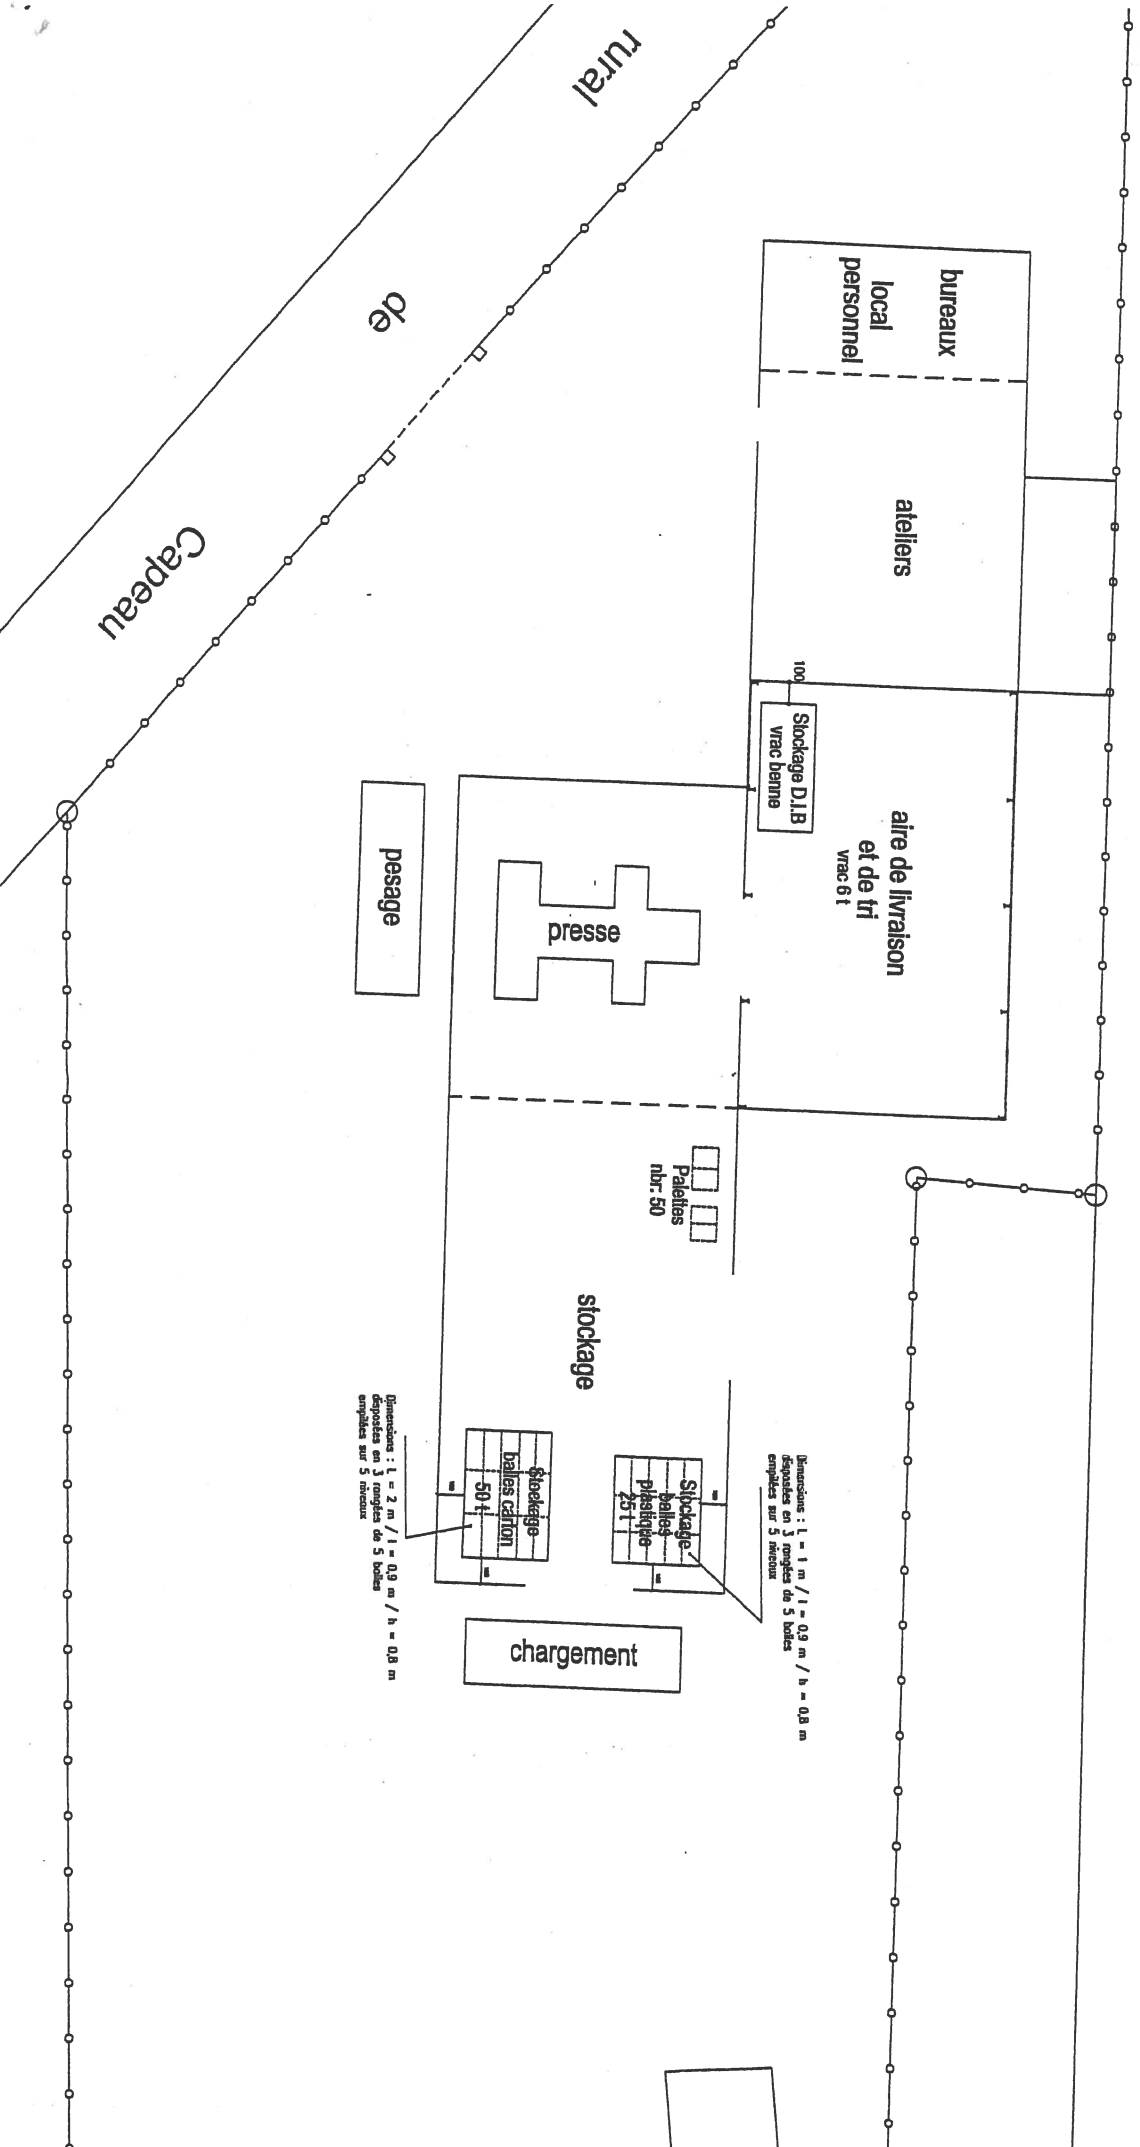 rural
de
Capeau
bureaux
local
personnel
ateliers
100
Stockage D.I.B
vrac benne
aire de livraison
et de tri
vrac 6 t
presse
pesage
Palettes
nbr: 50
stockage
Stockage
balles
plastique
25 t
Dimensions : L = 1 m / l = 0,9 m / h = 0,8 m
disposées en 3 rangées de 5 balles
empilées sur 5 niveaux
Stockage
balles carton
50 t
Dimensions : L = 2 m / l = 0,9 m / h = 0,8 m
disposées en 3 rangées de 5 balles
empilées sur 5 niveaux
chargement